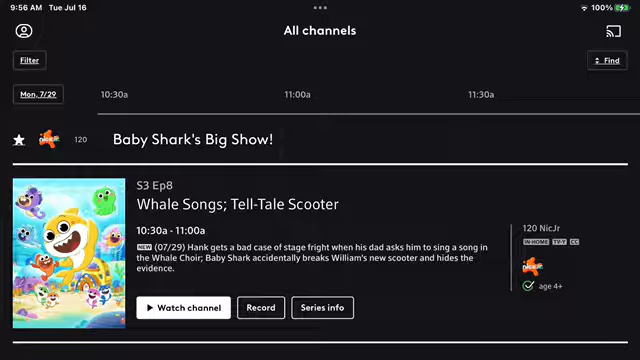 9:56 AM Tue Jul 16
100%
All channels
Filter
Find
Mon, 7/29
10:30a
11:00a
11:30a
nick jr.
120
Baby Shark's Big Show!
S3 Ep8
Whale Songs; Tell-Tale Scooter
10:30a - 11:00a
NEW (07/29) Hank gets a bad case of stage fright when his dad asks him to sing a song in
the Whale Choir; Baby Shark accidentally breaks William's new scooter and hides the
evidence.
Watch channel
Record
Series info
120 NicJr
IN-HOME TV-Y CC
nick jr.
age 4+